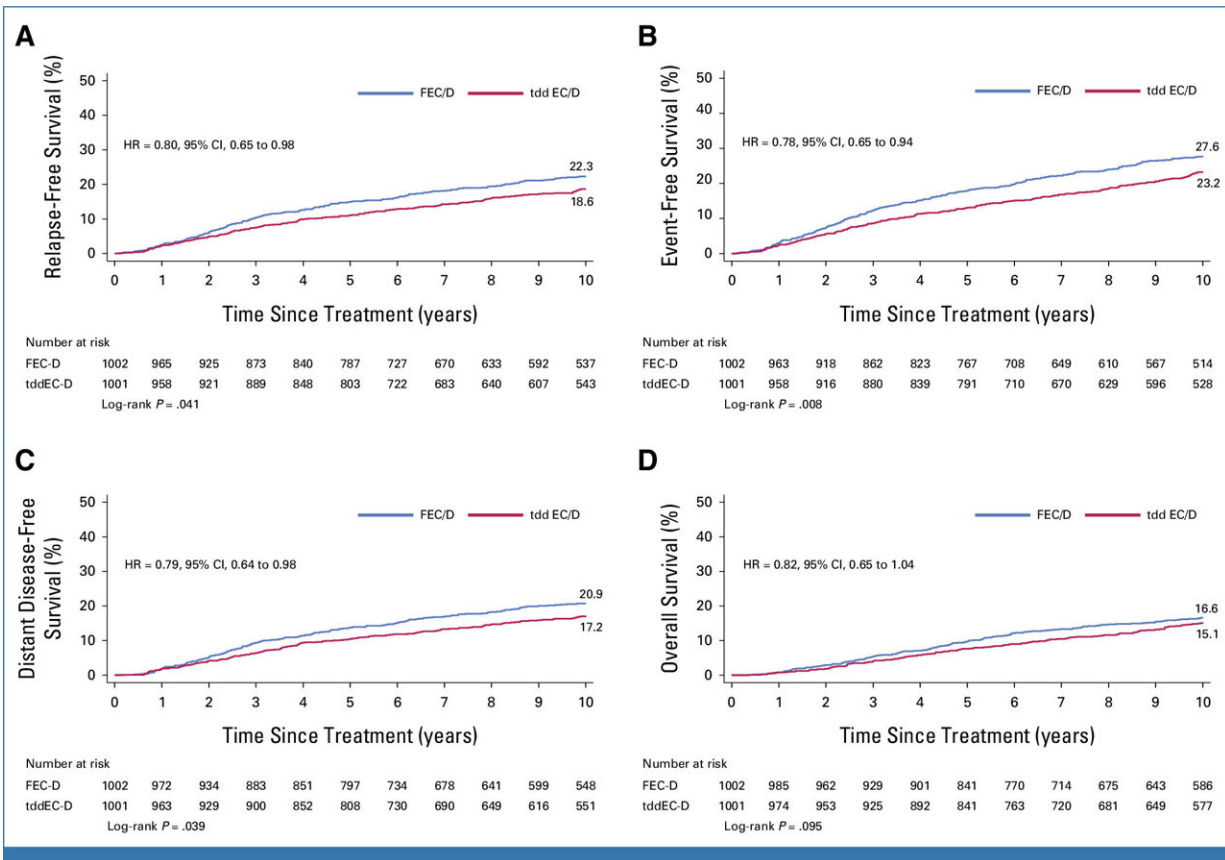 A
Relapse-Free Survival (%)
50
40
30
20
10
0
FEC/D
tdd EC/D
HR = 0.80, 95% CI, 0.65 to 0.98
22.3
18.6
0 1 2 3 4 5 6 7 8 9 10
Time Since Treatment (years)
Number at risk
FEC-D 1002 965 925 873 840 787 727 670 633 592 537
tddEC-D 1001 958 921 889 848 803 722 683 640 607 543
Log-rank P = .041
B
Event-Free Survival (%)
50
40
30
20
10
0
FEC/D
tdd EC/D
HR = 0.78, 95% CI, 0.65 to 0.94
27.6
23.2
0 1 2 3 4 5 6 7 8 9 10
Time Since Treatment (years)
Number at risk
FEC-D 1002 963 918 862 823 767 708 649 610 567 514
tddEC-D 1001 958 916 880 839 791 710 670 629 596 528
Log-rank P = .008
C
Distant Disease-Free
Survival (%)
50
40
30
20
10
0
FEC/D
tdd EC/D
HR = 0.79, 95% CI, 0.64 to 0.98
20.9
17.2
0 1 2 3 4 5 6 7 8 9 10
Time Since Treatment (years)
Number at risk
FEC-D 1002 972 934 883 851 797 734 678 641 599 548
tddEC-D 1001 963 929 900 852 808 730 690 649 616 551
Log-rank P = .039
D
Overall Survival (%)
50
40
30
20
10
0
FEC/D
tdd EC/D
HR = 0.82, 95% CI, 0.65 to 1.04
16.6
15.1
0 1 2 3 4 5 6 7 8 9 10
Time Since Treatment (years)
Number at risk
FEC-D 1002 985 962 929 901 841 770 714 675 643 586
tddEC-D 1001 974 953 925 892 841 763 720 681 649 577
Log-rank P = .095